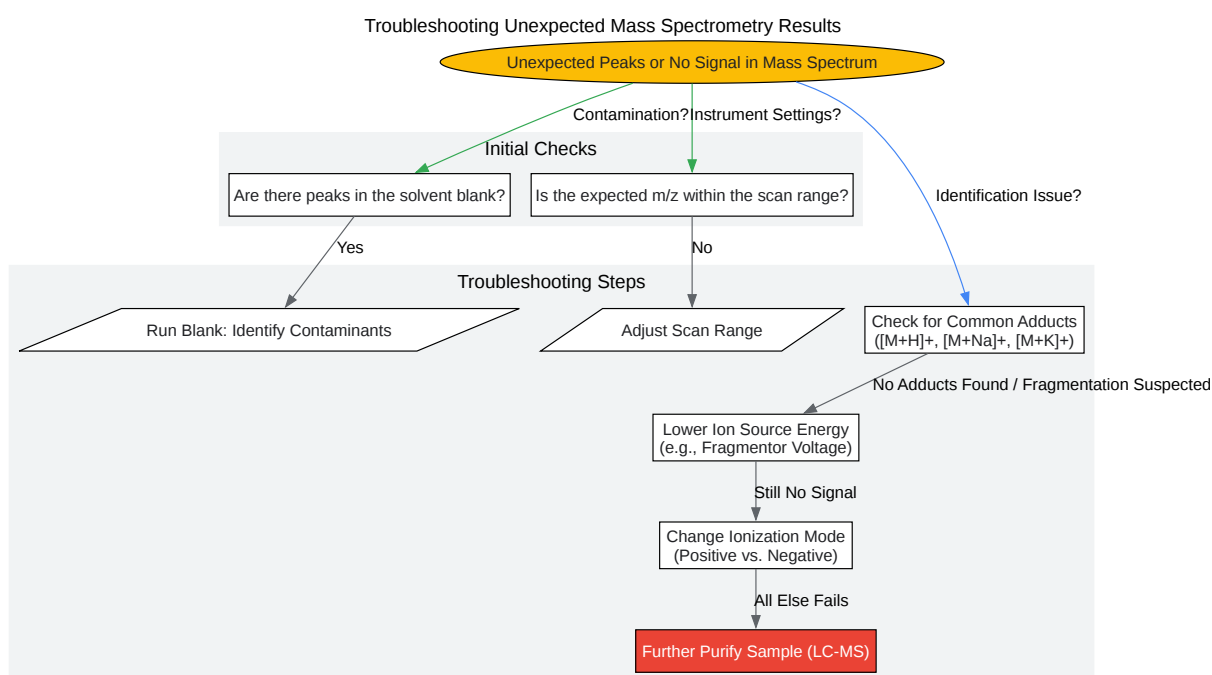 Troubleshooting Unexpected Mass Spectrometry Results
Unexpected Peaks or No Signal in Mass Spectrum
Contamination?
Instrument Settings?
Identification Issue?
Initial Checks
Are there peaks in the solvent blank?
Is the expected m/z within the scan range?
Yes
No
Troubleshooting Steps
Run Blank: Identify Contaminants
Adjust Scan Range
Check for Common Adducts
([M+H]+, [M+Na]+, [M+K]+)
No Adducts Found / Fragmentation Suspected
Lower Ion Source Energy
(e.g., Fragmentor Voltage)
Still No Signal
Change Ionization Mode
(Positive vs. Negative)
All Else Fails
Further Purify Sample (LC-MS)